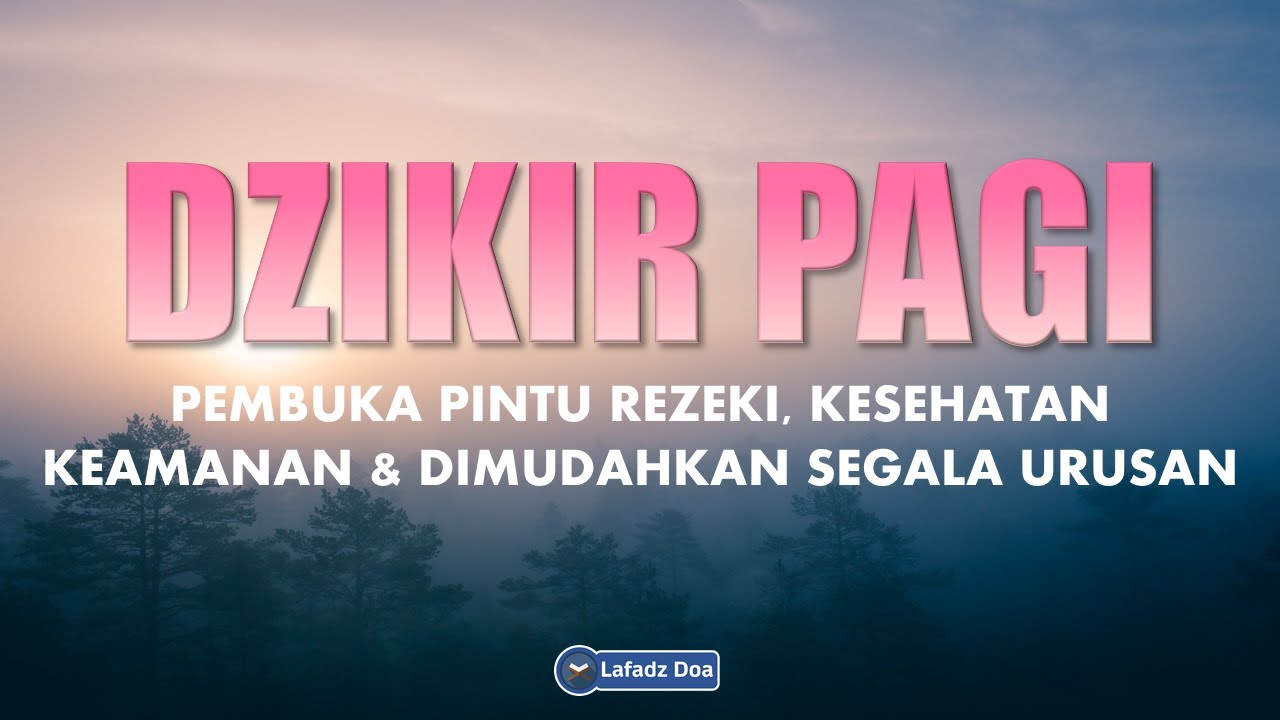 DZIKIR PAGI
PEMBUKA PINTU REZEKI, KESEHATAN
KEAMANAN & DIMUDAHKAN SEGALA URUSAN
Lafadz Doa